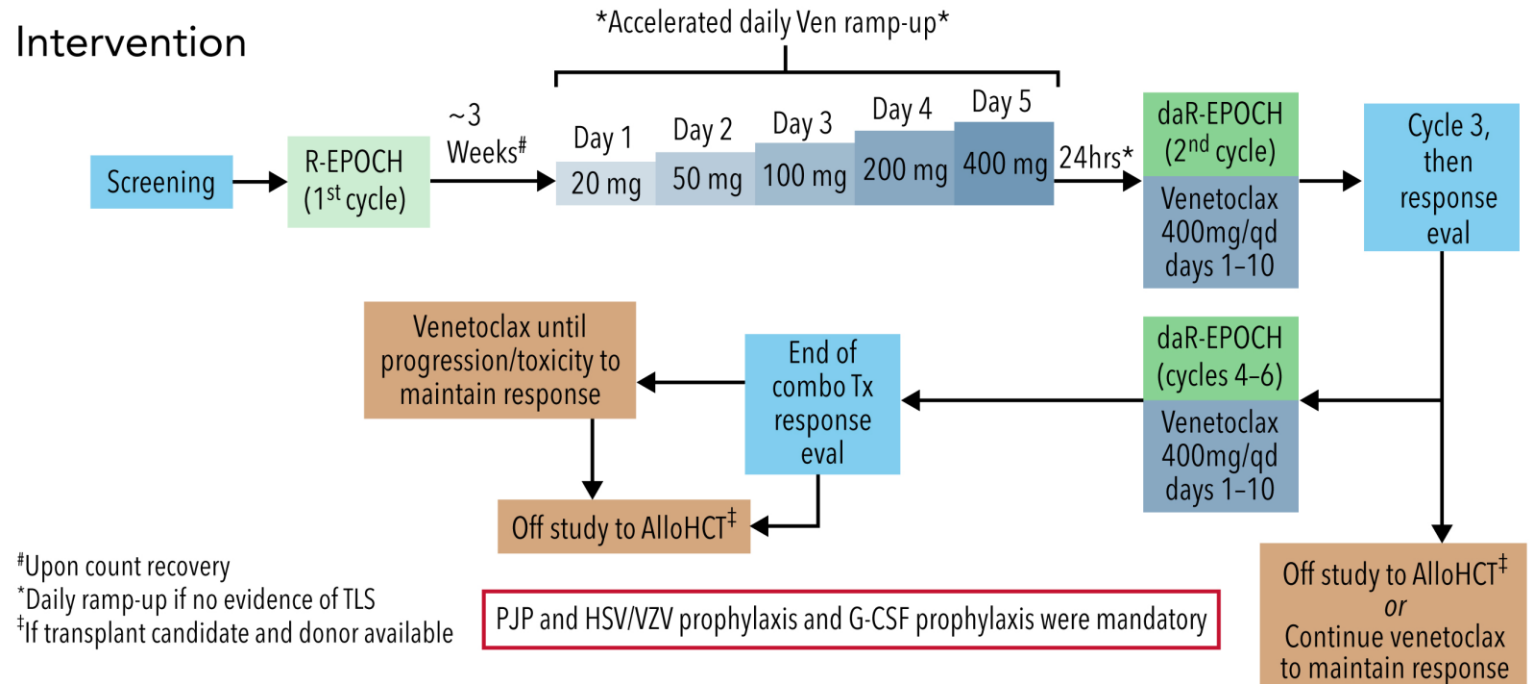 Intervention
*Accelerated daily Ven ramp-up*
Screening
R-EPOCH
(1st cycle)
~3
Weeks#
Day 1
20 mg
Day 2
50 mg
Day 3
100 mg
Day 4
200 mg
Day 5
400 mg
24hrs*
daR-EPOCH
(2nd cycle)
Venetoclax
400mg/qd
days 1–10
Cycle 3,
then
response
eval
Venetoclax until
progression/toxicity to
maintain response
End of
combo Tx
response
eval
daR-EPOCH
(cycles 4–6)
Venetoclax
400mg/qd
days 1–10
Off study to AlloHCT‡
Off study to AlloHCT‡
or
Continue venetoclax
to maintain response
#Upon count recovery
*Daily ramp-up if no evidence of TLS
‡If transplant candidate and donor available
PJP and HSV/VZV prophylaxis and G-CSF prophylaxis were mandatory